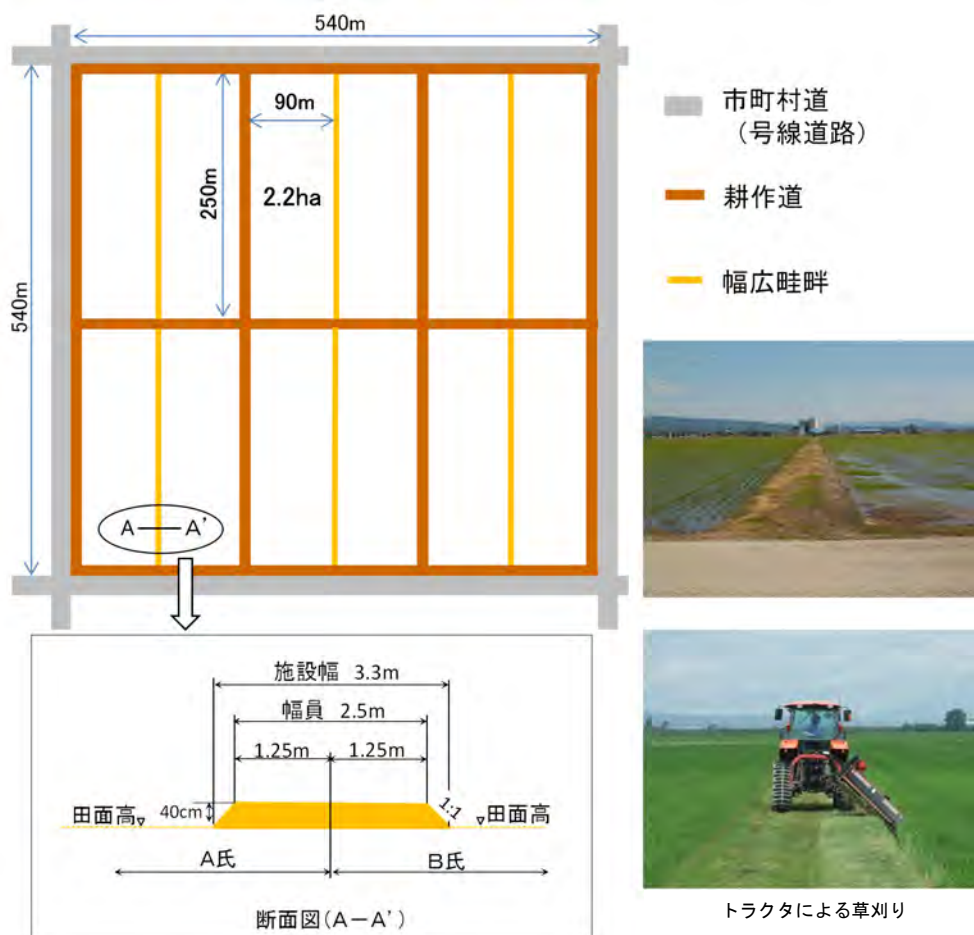 540m
540m
90m
250m
2.2ha
A
A'
市町村道
(号線道路)
耕作道
幅広畦畔
施設幅 3.3m
幅員 2.5m
1.25m
1.25m
田面高
40cm
1:1
田面高
A氏
B氏
断面図(A-A')
トラクタによる草刈り